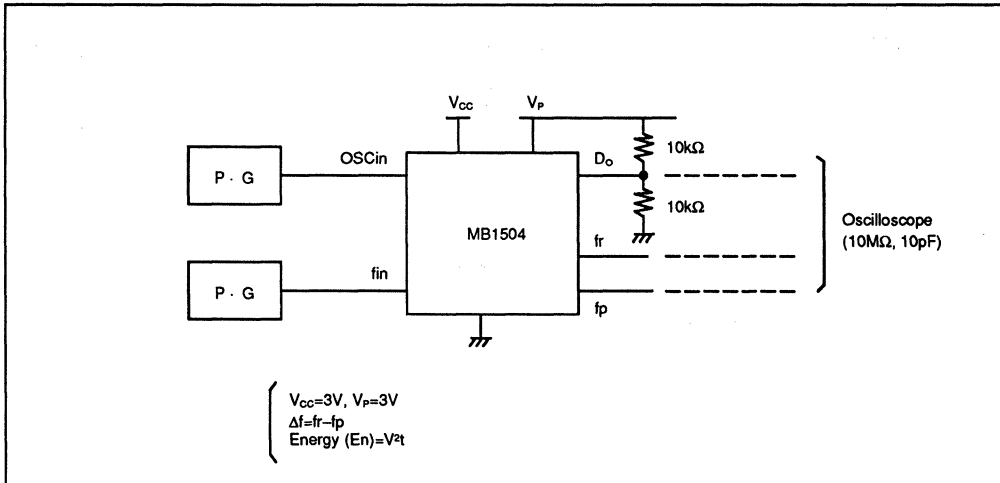 V_CC
V_P
OSCin
D_O
10kΩ
P · G
10kΩ
MB1504
Oscilloscope
(10MΩ, 10pF)
fr
fin
P · G
fp
V_CC=3V, V_P=3V
Δf=fr–fp
Energy (En)=V²t